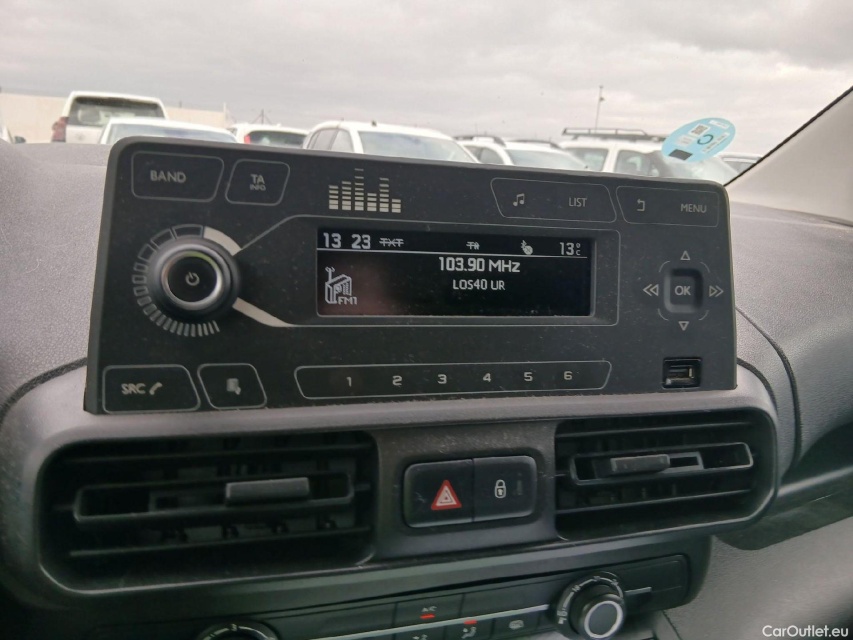 BAND
TA
INFO
LIST
MENU
13 23 TXT TA 13°C
103.90 MHz
LOS40 UR
FM1
OK
SRC
1 2 3 4 5 6
A/C
CarOutlet.eu